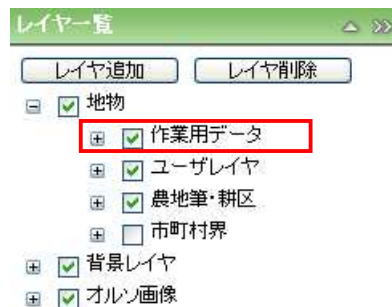 レイヤ一覧
レイヤ追加 レイヤ削除
地物
作業用データ
ユーザレイヤ
農地筆・耕区
市町村界
背景レイヤ
オルソ画像